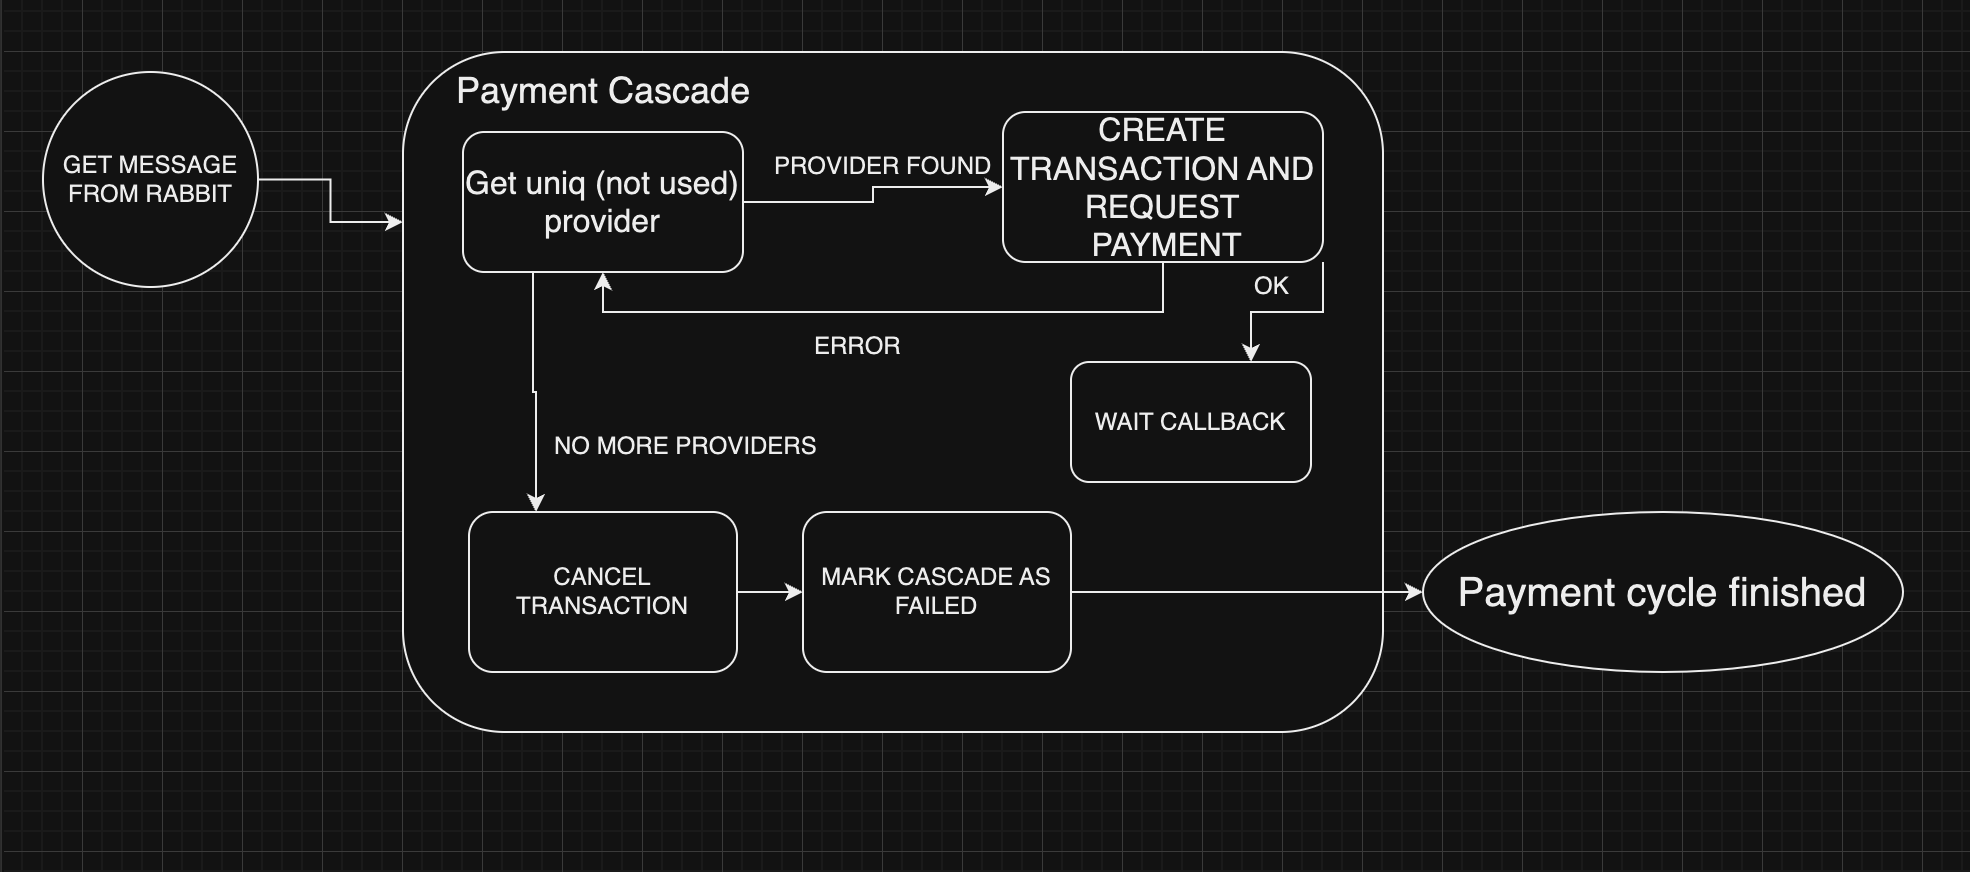 Payment Cascade
GET MESSAGE
FROM RABBIT
Get uniq (not used)
provider
PROVIDER FOUND
CREATE
TRANSACTION AND
REQUEST
PAYMENT
OK
ERROR
WAIT CALLBACK
NO MORE PROVIDERS
CANCEL
TRANSACTION
MARK CASCADE AS
FAILED
Payment cycle finished